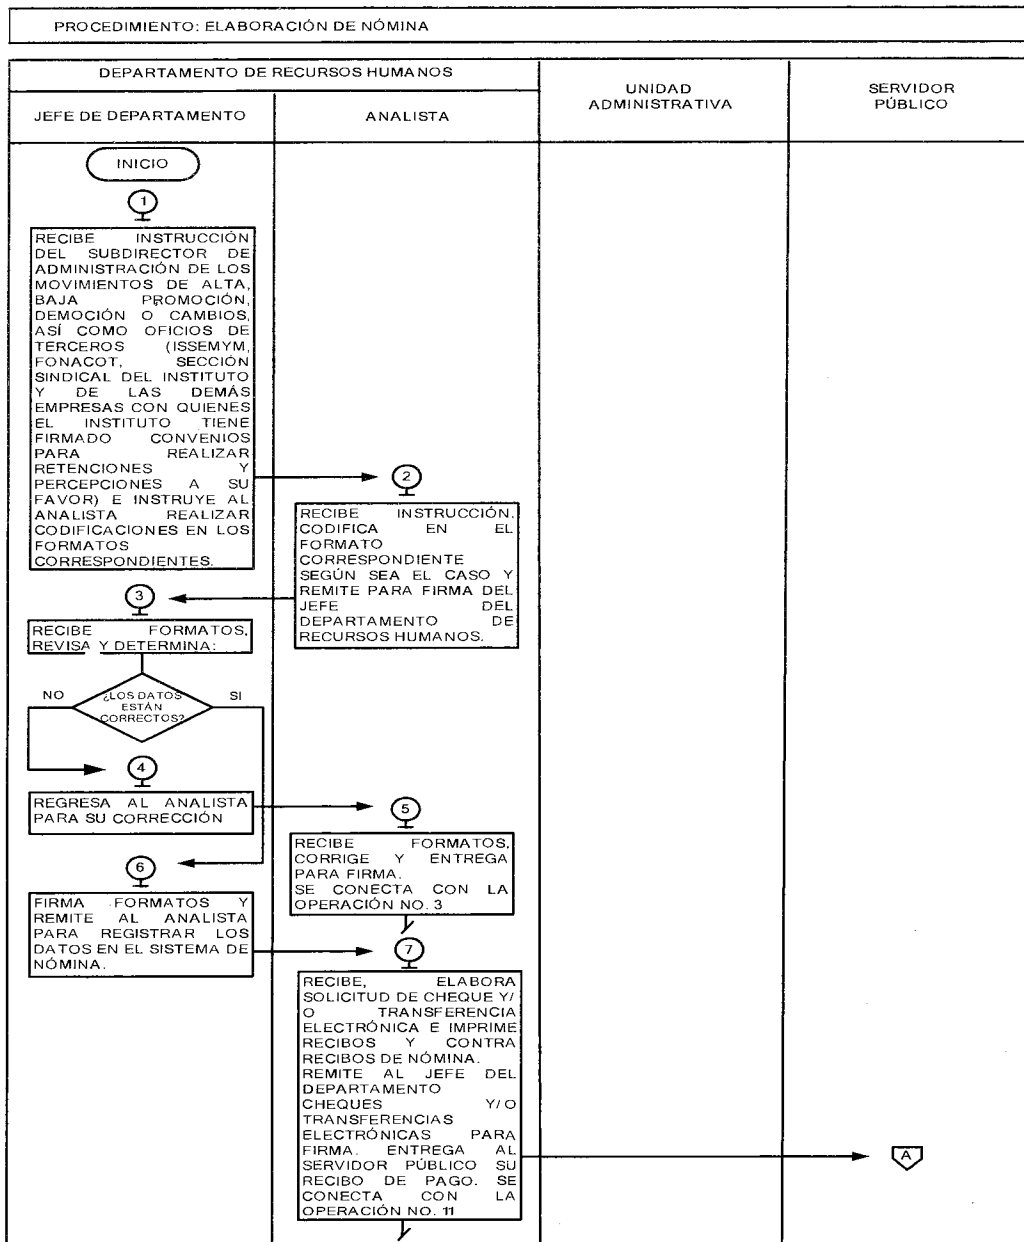 PROCEDIMIENTO: ELABORACIÓN DE NÓMINA
DEPARTAMENTO DE RECURSOS HUMANOS
UNIDAD
ADMINISTRATIVA
SERVIDOR
PÚBLICO
JEFE DE DEPARTAMENTO
ANALISTA
INICIO
1
RECIBE INSTRUCCIÓN
DEL SUBDIRECTOR DE
ADMINISTRACIÓN DE LOS
MOVIMIENTOS DE ALTA,
BAJA PROMOCIÓN,
DEMOCIÓN O CAMBIOS,
ASÍ COMO OFICIOS DE
TERCEROS (ISSEMYM,
FONACOT, SECCIÓN
SINDICAL DEL INSTITUTO
Y DE LAS DEMÁS
EMPRESAS CON QUIENES
EL INSTITUTO TIENE
FIRMADO CONVENIOS
PARA REALIZAR
RETENCIONES Y
PERCEPCIONES A SU
FAVOR) E INSTRUYE AL
ANALISTA REALIZAR
CODIFICACIONES EN LOS
FORMATOS
CORRESPONDIENTES.
2
RECIBE INSTRUCCIÓN.
CODIFICA EN EL
FORMATO
CORRESPONDIENTE
SEGÚN SEA EL CASO Y
REMITE PARA FIRMA DEL
JEFE DEL
DEPARTAMENTO DE
RECURSOS HUMANOS.
3
RECIBE FORMATOS,
REVISA Y DETERMINA:
NO
¿LOS DATOS
ESTÁN
CORRECTOS?
SI
4
REGRESA AL ANALISTA
PARA SU CORRECCIÓN
5
RECIBE FORMATOS,
CORRIGE Y ENTREGA
PARA FIRMA.
SE CONECTA CON LA
OPERACIÓN NO. 3
6
FIRMA FORMATOS Y
REMITE AL ANALISTA
PARA REGISTRAR LOS
DATOS EN EL SISTEMA DE
NÓMINA.
7
RECIBE, ELABORA
SOLICITUD DE CHEQUE Y/
O TRANSFERENCIA
ELECTRÓNICA E IMPRIME
RECIBOS Y CONTRA
RECIBOS DE NÓMINA.
REMITE AL JEFE DEL
DEPARTAMENTO
CHEQUES Y/O
TRANSFERENCIAS
ELECTRÓNICAS PARA
FIRMA. ENTREGA AL
SERVIDOR PÚBLICO SU
RECIBO DE PAGO. SE
CONECTA CON LA
OPERACIÓN NO. 11
A